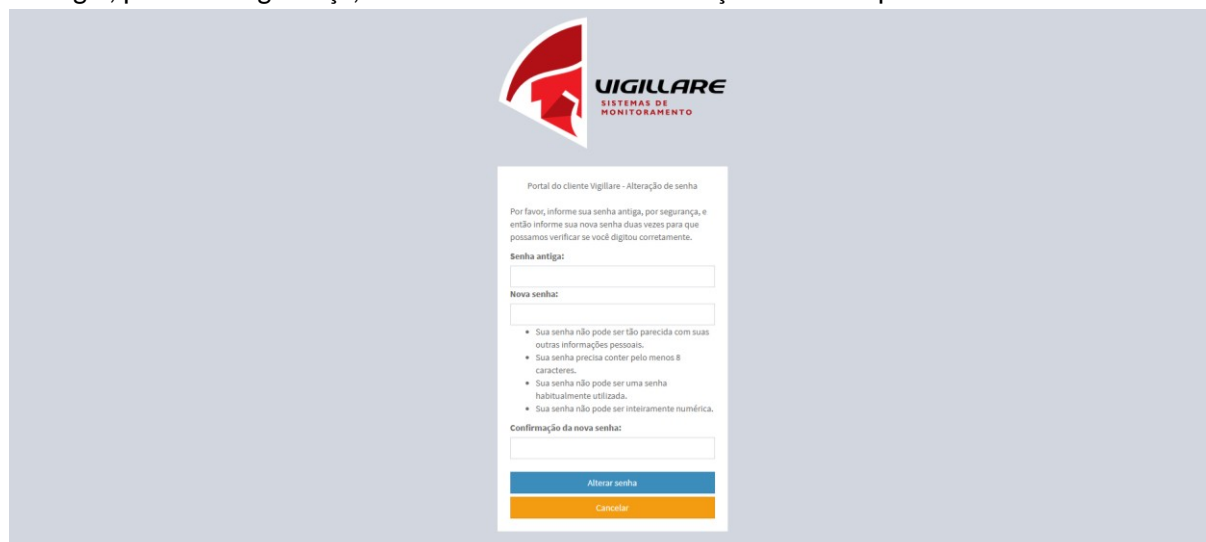 VIGILLARE
SISTEMAS DE
MONITORAMENTO
Portal do cliente Vigillare - Alteração de senha
Por favor, informe sua senha antiga, por segurança, e
então informe sua nova senha duas vezes para que
possamos verificar se você digitou corretamente.
Senha antiga:
Nova senha:
• Sua senha não pode ser tão parecida com suas
outras informações pessoais.
• Sua senha precisa conter pelo menos 8
caracteres.
• Sua senha não pode ser uma senha
habitualmente utilizada.
• Sua senha não pode ser inteiramente numérica.
Confirmação da nova senha:
Alterar senha
Cancelar